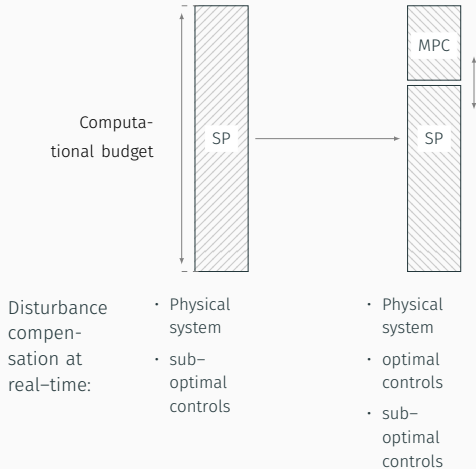 MPC
Computa-
tional budget
SP
SP
Disturbance
compen-
sation at
real–time:
• Physical
system
• sub–
optimal
controls
• Physical
system
• optimal
controls
• sub–
optimal
controls